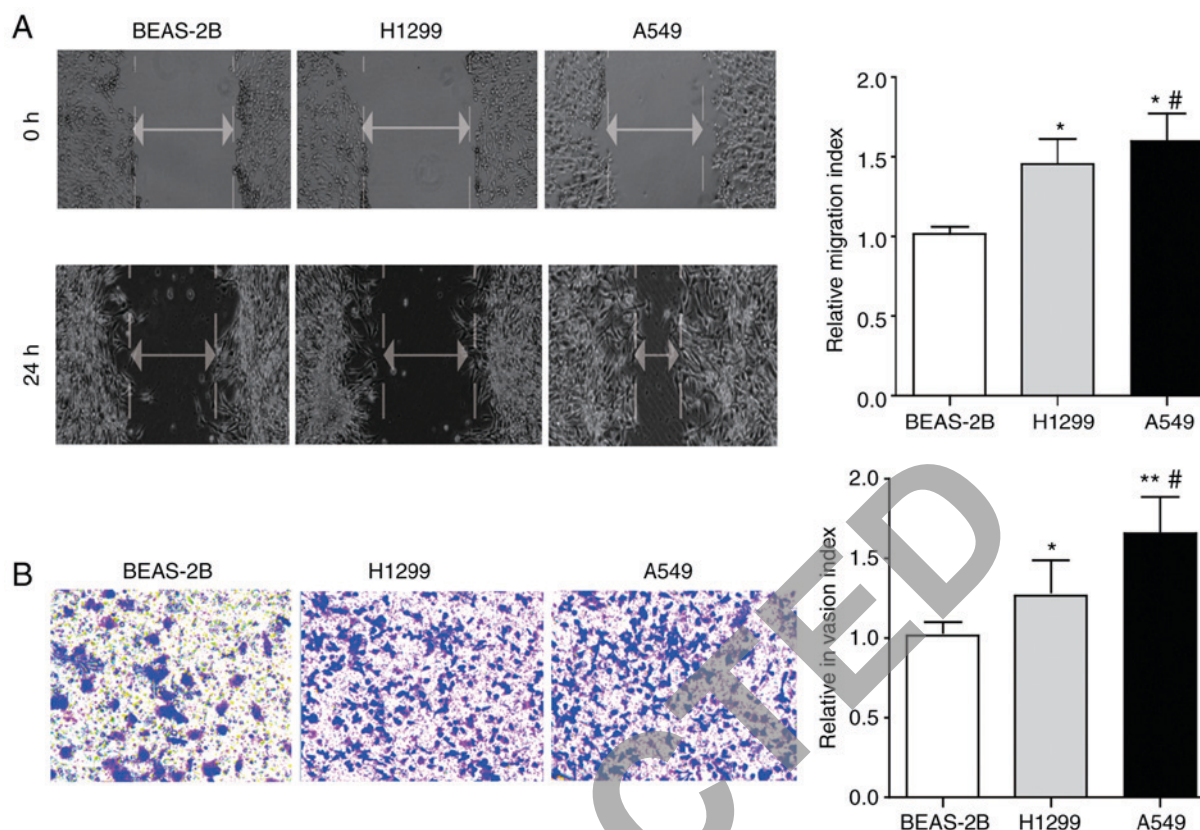 A
BEAS-2B
H1299
A549
0 h
24 h
Relative migration index
2.0
1.5
1.0
0.5
0.0
*
* #
BEAS-2B
H1299
A549
B
BEAS-2B
H1299
A549
Relative in vasion index
2.0
1.5
1.0
0.5
0.0
*
** #
BEAS-2B
H1299
A549
CTED